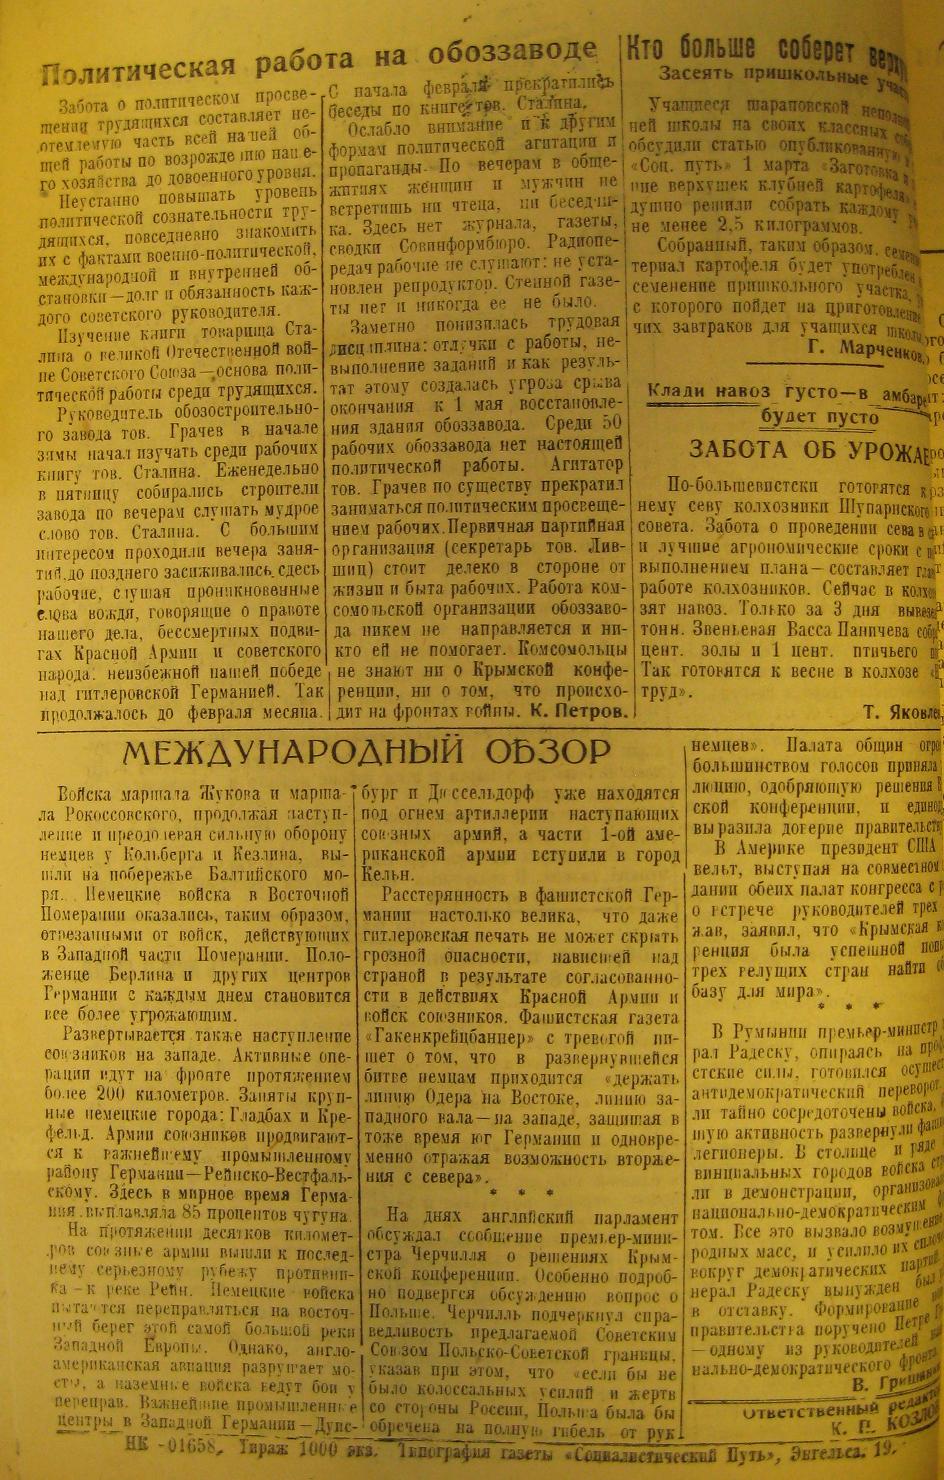 Политическая работа на обоззаводе
Забота о политическом просве-
щении трудящихся составляет не-
отемлемую часть всей нашей об-
щей работы по возрождению наше-
го хозяйства до довоенного уровня.
Неустанно повышать уровень
политической сознательности тру-
дящихся, повседневно знакомить
их с фактами военно-политической,
международной и внутренней об-
становки—долг и обязанность каж-
дого советского руководителя.
Изучение книги товарища Ста-
лина о великой Отечественной вой-
не Советского Союза—основа поли-
тической работы среди трудящихся.
Руководитель обозостроительно-
го завода тов. Грачев в начале
зимы начал изучать среди рабочих
книгу тов. Сталина. Еженедельно
в пятницу собирались строители
завода по вечерам слушать мудрое
слово тов. Сталина. С большим
интересом проходили вечера заня-
тий, до позднего засиживались здесь
рабочие, слушая проникновенные
слова вождя, говорящие о правоте
нашего дела, бессмертных подви-
гах Красной Армии и советского
народа: неизбежной нашей победе
над гитлеровской Германией. Так
продолжалось до февраля месяца.
С начала февраля прекратились
беседы по книге тов. Сталина.
Ослабло внимание и к другим
формам политической агитации и
пропаганды. По вечерам в обще-
житиях женщин и мужчин не
встретишь ни чтеца, ни беседчи-
ка. Здесь нет журнала, газеты,
сводки Совинформбюро. Радиопе-
редач рабочие не слушают: не уста-
новлен репродуктор. Стенной газе-
ты нет и никогда ее не было.
Заметно понизилась трудовая
дисциплина: отлучки с работы, не-
выполнение заданий и как резуль-
тат этому создалась угроза срыва
окончания к 1 мая восстановле-
ния здания обоззавода. Среди 50
рабочих обоззавода нет настоящей
политической работы. Агитатор
тов. Грачев по существу прекратил
заниматься политическим просвеще-
нием рабочих. Первичная партийная
организация (секретарь тов. Лив-
шиц) стоит делеко в стороне от
жизни и быта рабочих. Работа ком-
сомольской организации обоззаво-
да никем не направляется и ни-
кто ей не помогает. Комсомольцы
не знают ни о Крымской конфе-
ренции, ни о том, что происхо-
дит на фронтах войны. К. Петров.
Кто больше соберет
Засеять пришкольные
Учащиеся шараповской
ней школы на своих классных
обсудили статью опубликованную
«Соц. путь» 1 марта «Заготовка
ние верхушек клубней картофеля
душно решили собрать каждому
не менее 2,5 килограммов.
Собранный, таким образом,
териал картофеля будет употреблен
семенение пришкольного участка,
с которого пойдет на приготовление
чих завтраков для учащихся школы
Г. Марченков,
Клади навоз густо—в амбаре
будет пусто
ЗАБОТА ОБ УРОЖАЕ
По-большевистски готовятся к
нему севу колхозники Шупаринского
совета. Забота о проведении сева в
и лучшие агрономические сроки с
выполнением плана—составляет
работе колхозников. Сейчас в
зят навоз. Только за 3 дня
тонн. Звеньевая Васса Паничева
цент. золы и 1 цент. птичьего
Так готовятся к весне в колхозе
труд».
Т. Яковлев
МЕЖДУНАРОДНЫЙ ОБЗОР
Войска маршала Жукова и марша-
ла Рокоссовского, продолжая наступ-
ление и преодолевая сильную оборону
немцев у Кольберга и Кезлина, вы-
шли на побережье Балтийского мо-
ря. Немецкие войска в Восточной
Померании оказались, таким образом,
отрезанными от войск, действующих
в Западной части Померании. Поло-
женце Берлина и других центров
Германии с каждым днем становится
все более угрожающим.
Развертывается также наступление
союзников на западе. Активные опе-
рации идут на фронте протяжением
более 200 километров. Заняты круп-
ные немецкие города: Гладбах и Кре-
фельд. Армии союзников продвигают-
ся к важнейшему промышленному
району Германии—Рейнско-Вестфаль-
скому. Здесь в мирное время Герма-
ния выплавляла 85 процентов чугуна.
На протяжении десятков километ-
ров союзные армии вышли к послед-
нему серьезному рубежу противни-
ка—к реке Рейн. Немецкие войска
пытаются переправляться на восточ-
ный берег этой самой большой реки
Западной Европы. Однако, англо-
американская авиация разрушает мо-
сты, а наземные войска ведут бои у
переправ. Важнейшие промышленные
центры в Западной Германии—Дуис-
бург и Дюссельдорф уже находятся
под огнем артиллерии наступающих
союзных армий, а части 1-ой аме-
риканской армии вступили в город
Кельн.
Расстерянность в фашистской Гер-
мании настолько велика, что даже
гитлеровская печать не может скрыть
грозной опасности, нависшей над
страной в результате согласованно-
сти в действиях Красной Армии и
войск союзников. Фашистская газета
«Гакенкрейцбаннер» с тревогой пи-
шет о том, что в развернувшейся
битве немцам приходится «держать
линию Одера на Востоке, линию за-
падного вала—на западе, защищая в
тоже время юг Германии и одновре-
менно отражая возможность вторже-
ния с севера».
* * *
На днях английский парламент
обсуждал сообщение премьер-мини-
стра Черчилля о решениях Крым-
ской конференции. Особенно подроб-
но подвергся обсуждению вопрос о
Польше. Черчилль подчеркнул спра-
ведливость предлагаемой Советским
Союзом Польско-Советской границы,
указав при этом, что «если бы не
было колоссальных усилий и жертв
со стороны России, Польша была бы
обречена на полную гибель от рук
немцев». Палата общин
большинством голосов приняла
люцию, одобряющую решения
ской конференции, и
выразила доверие
В Америке президент США
вельт, выступая на совместном
дании обеих палат конгресса с
о встрече руководителей трех
жав, заявил, что «Крымская
ренция была успешной
трех ведущих стран найти
базу для мира».
* * *
В Румынии премьер-министр
рал Радеску, опираясь на
стские силы, готовился
антидемократический переворот.
ли тайно сосредоточены войска,
шую активность развернули
легионеры. В столице и ряде
винциальных городов войска
ли в демонстрации,
национально-демократическим
том. Все это вызвало возмущение
родных масс, и усилило их
вокруг демократических партий
нерал Радеску вынужден был
в отставку. Формирование
правительства поручено Петре
—одному из руководителей
нально-демократического фронта.
В.
Ответственный редактор
К. Г. КОЗЛОВ
НК -01658. Тираж 1000 экз. Типография газеты «Социалистический Путь», Энгельса, 19.